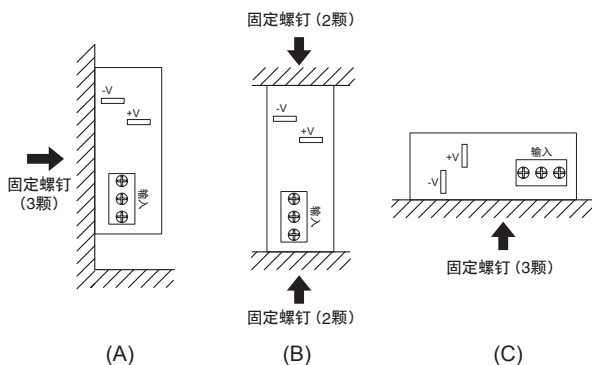 固定螺钉 (2颗)
-V
+V
输入
固定螺钉
(3颗)
-V
+V
输入
固定螺钉 (2颗)
+V
-V
输入
固定螺钉 (3颗)
(A)
(B)
(C)